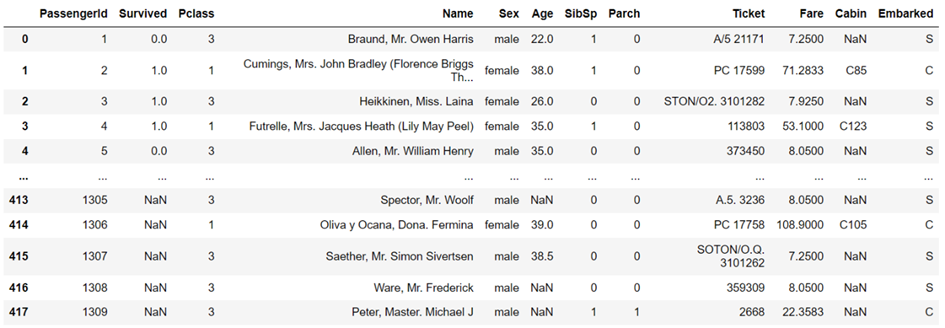 PassengerId Survived Pclass Name Sex Age SibSp Parch Ticket Fare Cabin Embarked
0 1 0.0 3 Braund, Mr. Owen Harris male 22.0 1 0 A/5 21171 7.2500 NaN S
1 2 1.0 1 Cumings, Mrs. John Bradley (Florence Briggs Th... female 38.0 1 0 PC 17599 71.2833 C85 C
2 3 1.0 3 Heikkinen, Miss. Laina female 26.0 0 0 STON/O2. 3101282 7.9250 NaN S
3 4 1.0 1 Futrelle, Mrs. Jacques Heath (Lily May Peel) female 35.0 1 0 113803 53.1000 C123 S
4 5 0.0 3 Allen, Mr. William Henry male 35.0 0 0 373450 8.0500 NaN S
... ... ... ... ... ... ... ... ... ... ... ... ...
413 1305 NaN 3 Spector, Mr. Woolf male NaN 0 0 A.5. 3236 8.0500 NaN S
414 1306 NaN 1 Oliva y Ocana, Dona. Fermina female 39.0 0 0 PC 17758 108.9000 C105 C
415 1307 NaN 3 Saether, Mr. Simon Sivertsen male 38.5 0 0 SOTON/O.Q. 3101262 7.2500 NaN S
416 1308 NaN 3 Ware, Mr. Frederick male NaN 0 0 359309 8.0500 NaN S
417 1309 NaN 3 Peter, Master. Michael J male NaN 1 1 2668 22.3583 NaN C